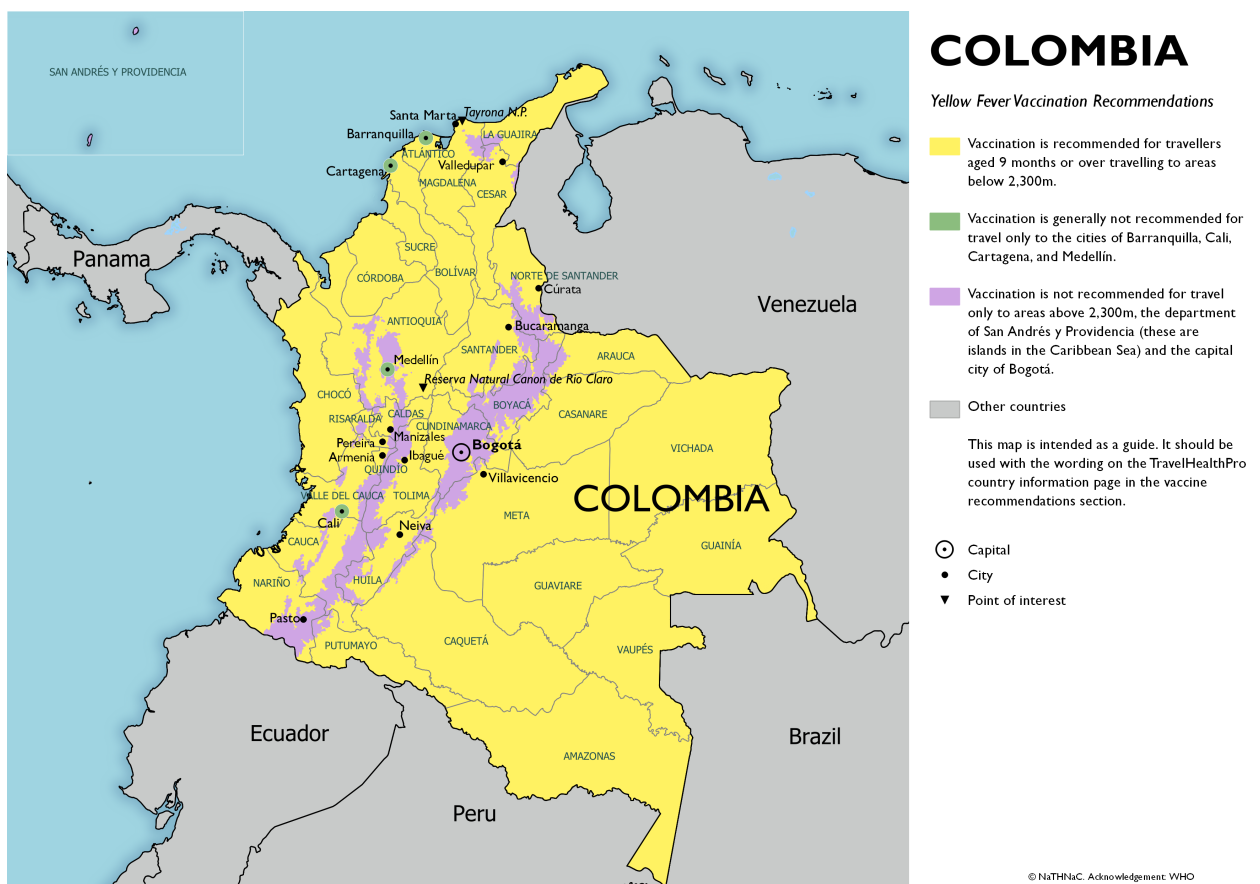 SAN ANDRÉS Y PROVIDENCIA
Santa Marta
Tayrona N.P.
Barranquilla
LA GUAJIRA
ATLÁNTICO
Cartagena
Valledupar
MAGDALENA
CESAR
SUCRE
Panama
CÓRDOBA
BOLÍVAR
NORTE DE SANTANDER
Cúrata
Venezuela
ANTIOQUIA
Bucaramanga
SANTANDER
ARAUCA
Medellín
Reserva Natural Canon de Rio Claro
CHOCÓ
BOYACÁ
CASANARE
RISARALDA
CALDAS
CUNDINAMARCA
Manizales
Pereira
Bogotá
VICHADA
Armenia
Ibagué
QUINDÍO
Villavicencio
VALLE DEL CAUCA
TOLIMA
COLOMBIA
META
Cali
Neiva
CAUCA
GUAINÍA
NARIÑO
HUILA
GUAVIARE
Pasto
PUTUMAYO
CAQUETÁ
VAUPÉS
Ecuador
Brazil
AMAZONAS
Peru
COLOMBIA
Yellow Fever Vaccination Recommendations
Vaccination is recommended for travellers
aged 9 months or over travelling to areas
below 2,300m.
Vaccination is generally not recommended for
travel only to the cities of Barranquilla, Cali,
Cartagena, and Medellín.
Vaccination is not recommended for travel
only to areas above 2,300m, the department
of San Andrés y Providencia (these are
islands in the Caribbean Sea) and the capital
city of Bogotá.
Other countries
This map is intended as a guide. It should be
used with the wording on the TravelHealthPro
country information page in the vaccine
recommendations section.
Capital
City
Point of interest
© NaTHNaC. Acknowledgement: WHO